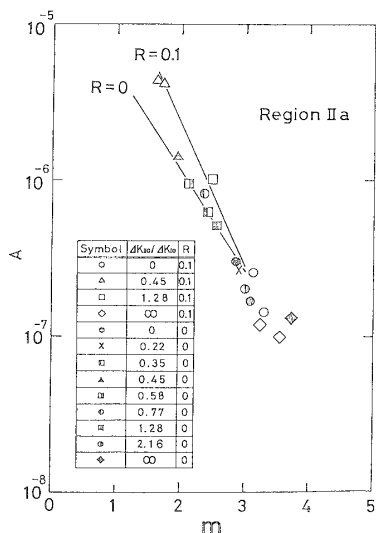 10⁻⁵
R = 0.1
R = 0
Region IIa
10⁻⁶
A
Symbol ΔK_II0/ΔK_I0 R
○ 0 0.1
△ 0.45 0.1
□ 1.28 0.1
◇ ∞ 0.1
0 0
× 0.22 0
0.35 0
▲ 0.45 0
0.58 0
0.77 0
1.28 0
2.16 0
∞ 0
10⁻⁷
10⁻⁸
0 1 2 3 4 5
m